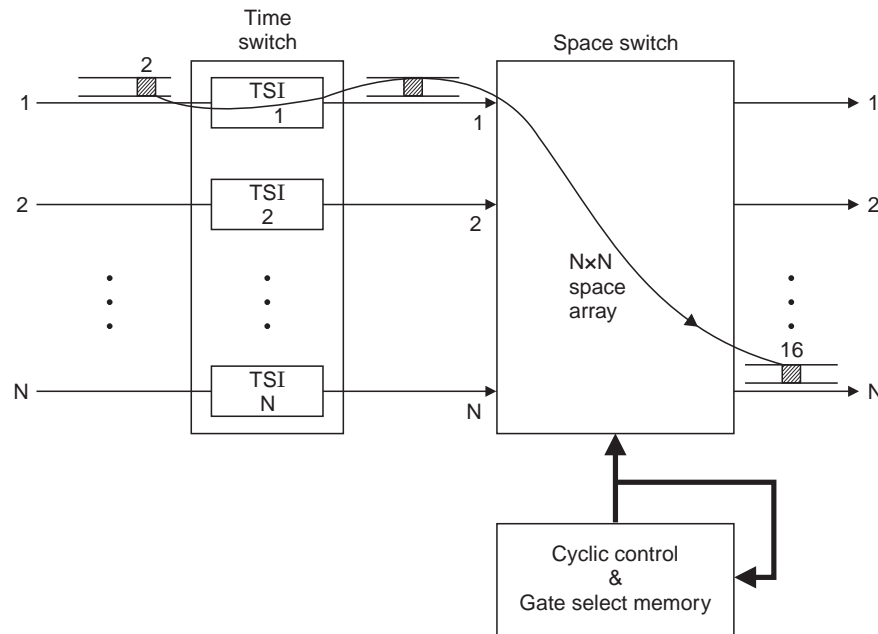 Time
switch
Space switch
2
1
TSI
1
1
1
2
TSI
2
2
2
N×N
space
array
16
N
TSI
N
N
N
Cyclic control
&
Gate select memory